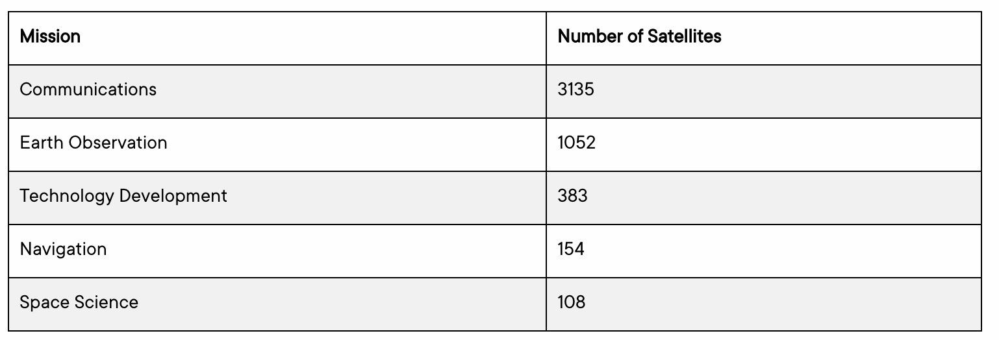 Mission Number of Satellites
Communications 3135
Earth Observation 1052
Technology Development 383
Navigation 154
Space Science 108